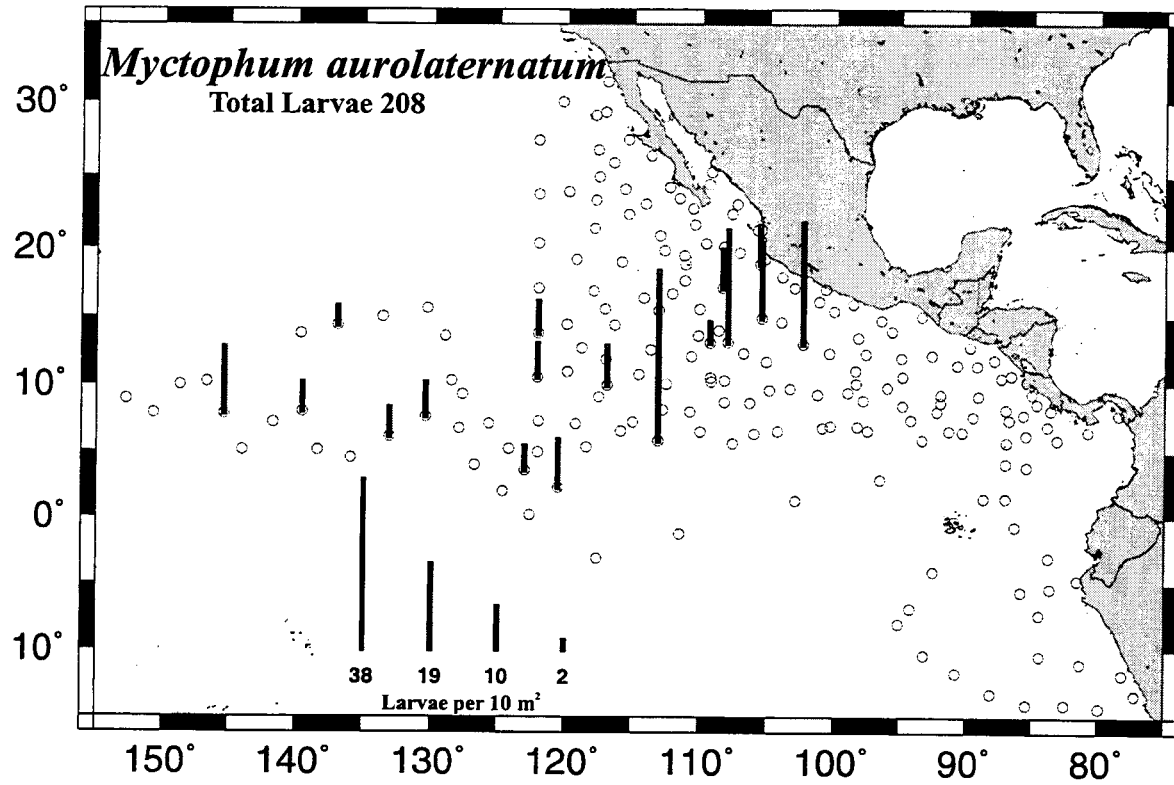 Myctophum aurolaternatum
Total Larvae 208
30°
20°
10°
0°
10°
38 19 10 2
Larvae per 10 m²
150° 140° 130° 120° 110° 100° 90° 80°